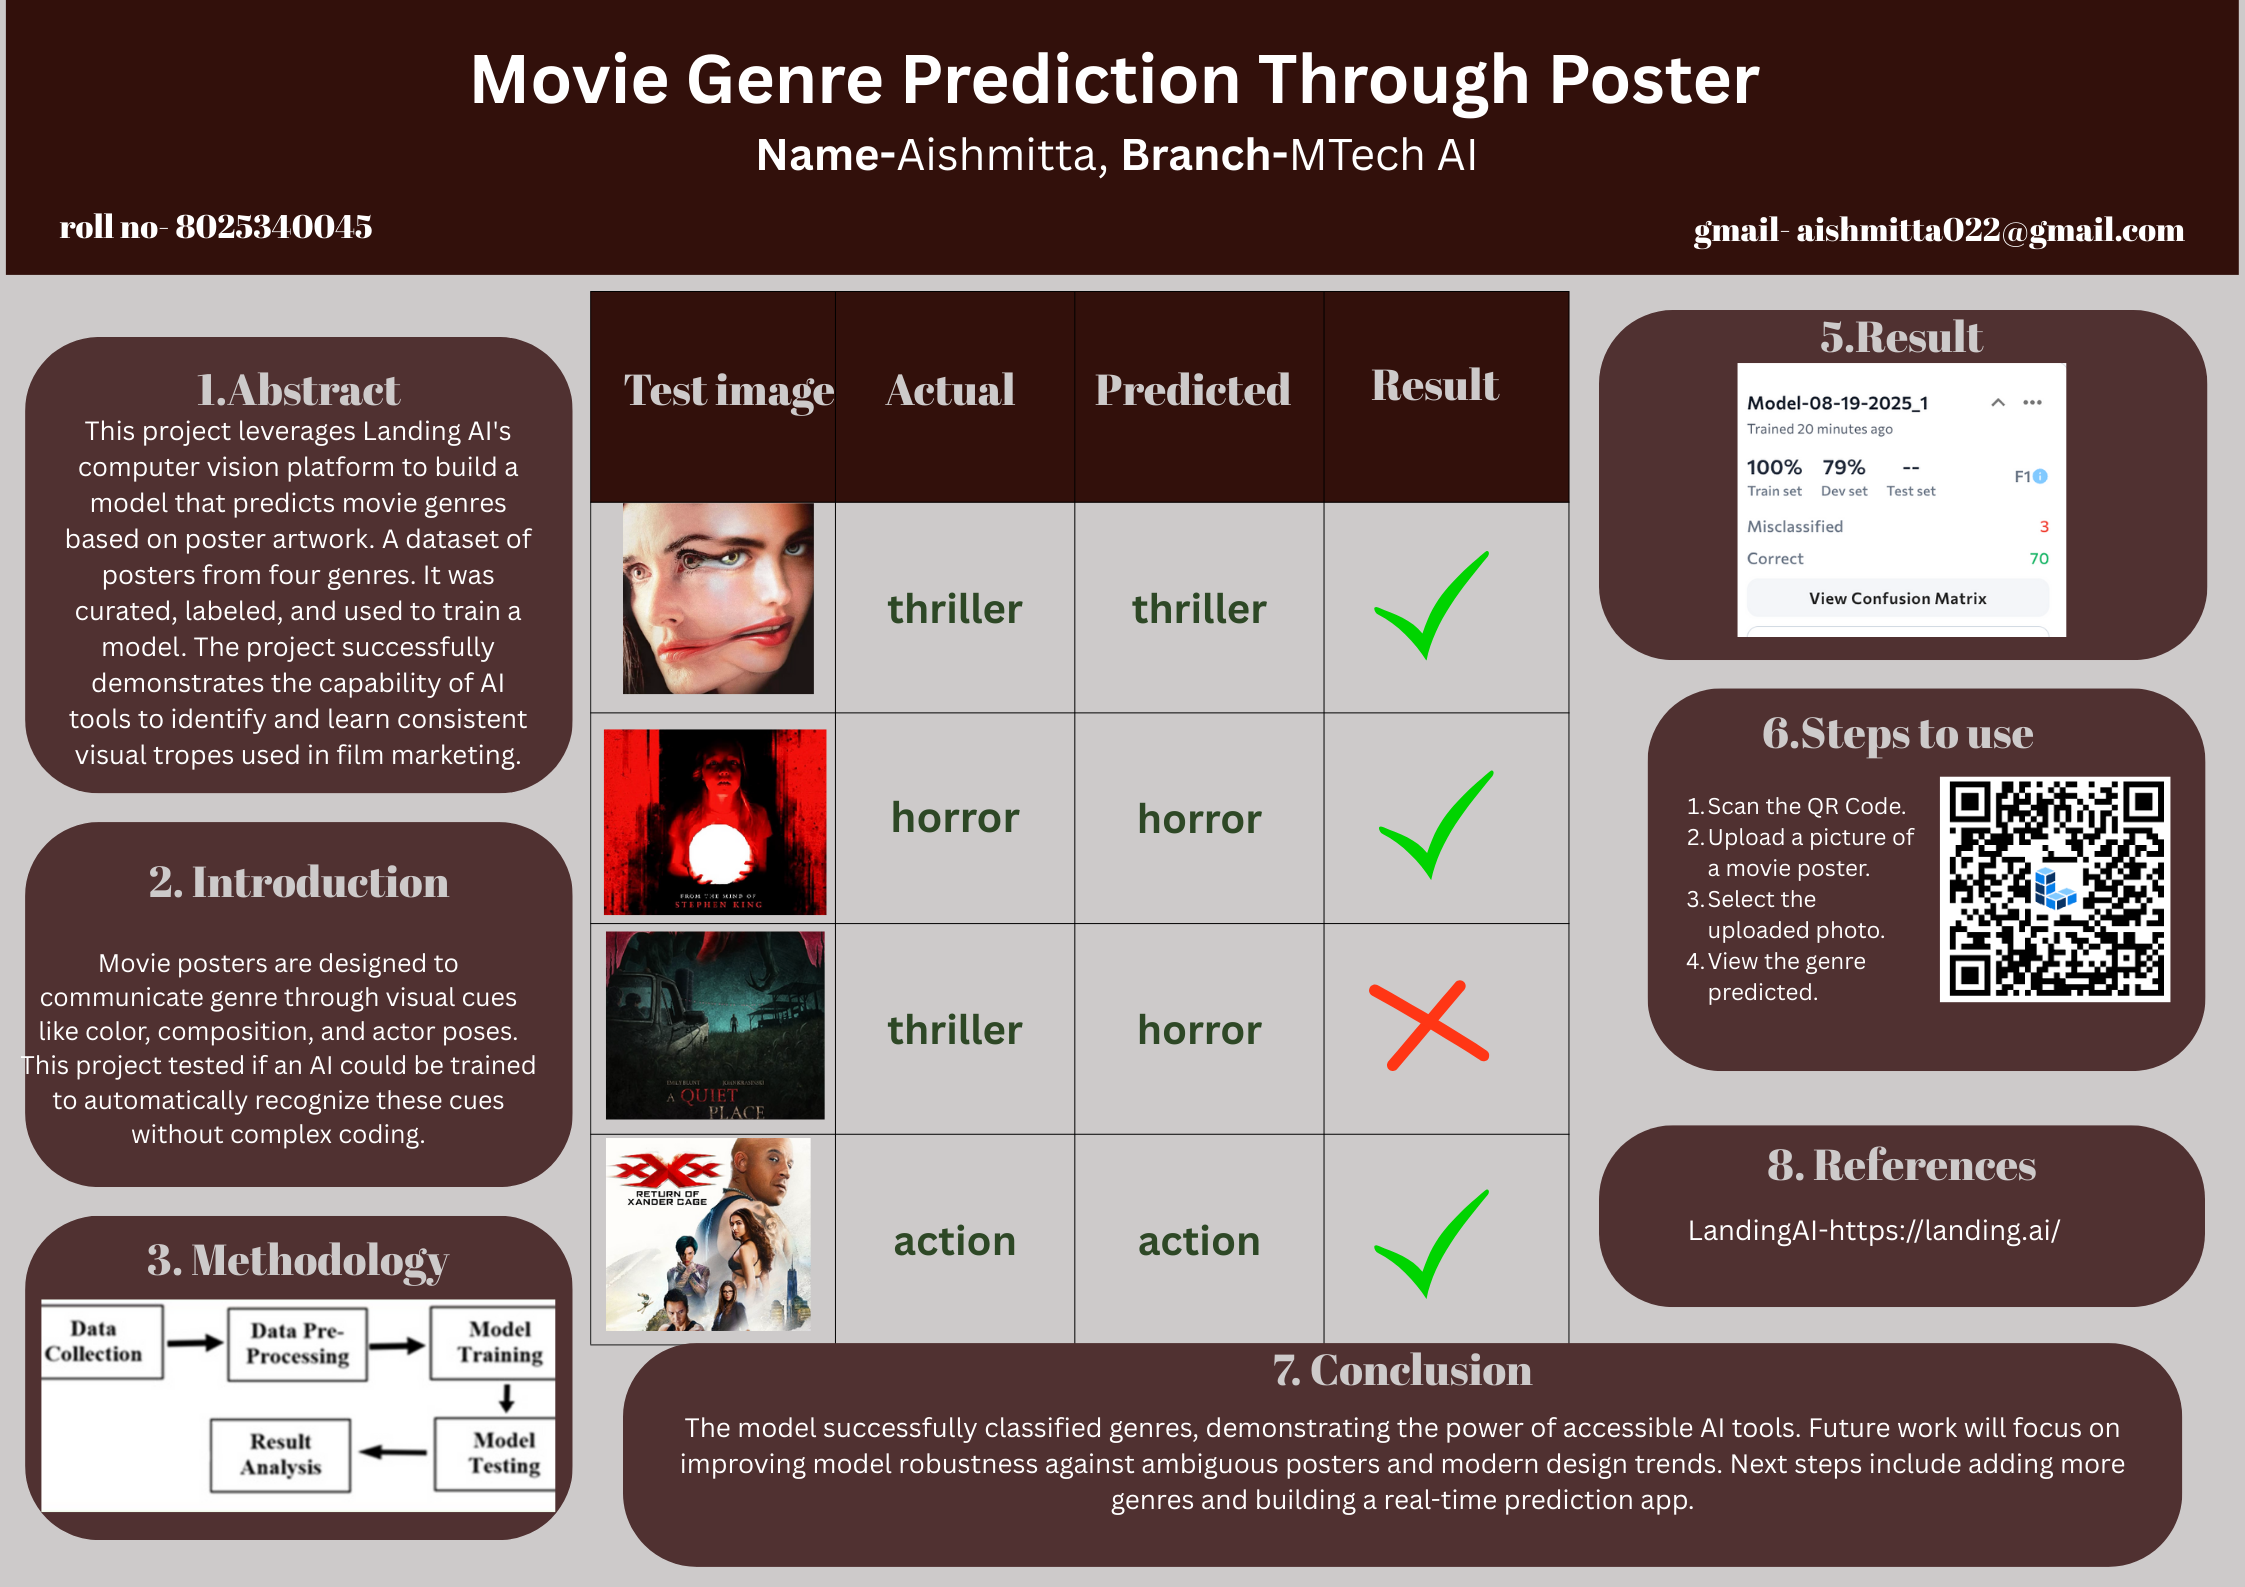 Movie Genre Prediction Through Poster
Name-Aishmitta, Branch-MTech AI
roll no- 8025340045
gmail- aishmitta022@gmail.com
1.Abstract
This project leverages Landing AI's
computer vision platform to build a
model that predicts movie genres
based on poster artwork. A dataset of
posters from four genres. It was
curated, labeled, and used to train a
model. The project successfully
demonstrates the capability of AI
tools to identify and learn consistent
visual tropes used in film marketing.
2. Introduction
Movie posters are designed to
communicate genre through visual cues
like color, composition, and actor poses.
This project tested if an AI could be trained
to automatically recognize these cues
without complex coding.
3. Methodology
Data Collection
Data Pre-Processing
Model Training
Model Testing
Result Analysis
Test image Actual Predicted Result
thriller thriller
FROM THE MIND OF
STEPHEN KING
horror horror
A QUIET
PLACE
thriller horror
xXx
RETURN OF
XANDER CAGE
action action
5.Result
Model-08-19-2025_1
Trained 20 minutes ago
100% 79% --
Train set Dev set Test set
F1
Misclassified 3
Correct 70
View Confusion Matrix
6.Steps to use
1. Scan the QR Code.
2. Upload a picture of
a movie poster.
3. Select the
uploaded photo.
4. View the genre
predicted.
8. References
LandingAI-https://landing.ai/
7. Conclusion
The model successfully classified genres, demonstrating the power of accessible AI tools. Future work will focus on
improving model robustness against ambiguous posters and modern design trends. Next steps include adding more
genres and building a real-time prediction app.